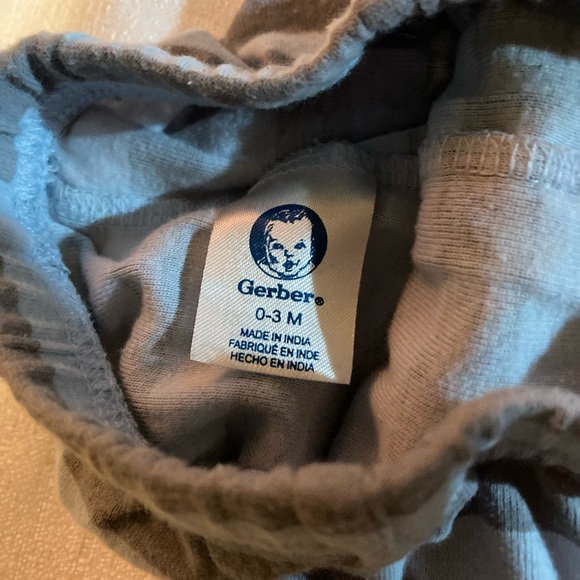 Gerber®
0-3 M
MADE IN INDIA
FABRIQUÉ EN INDE
HECHO EN INDIA